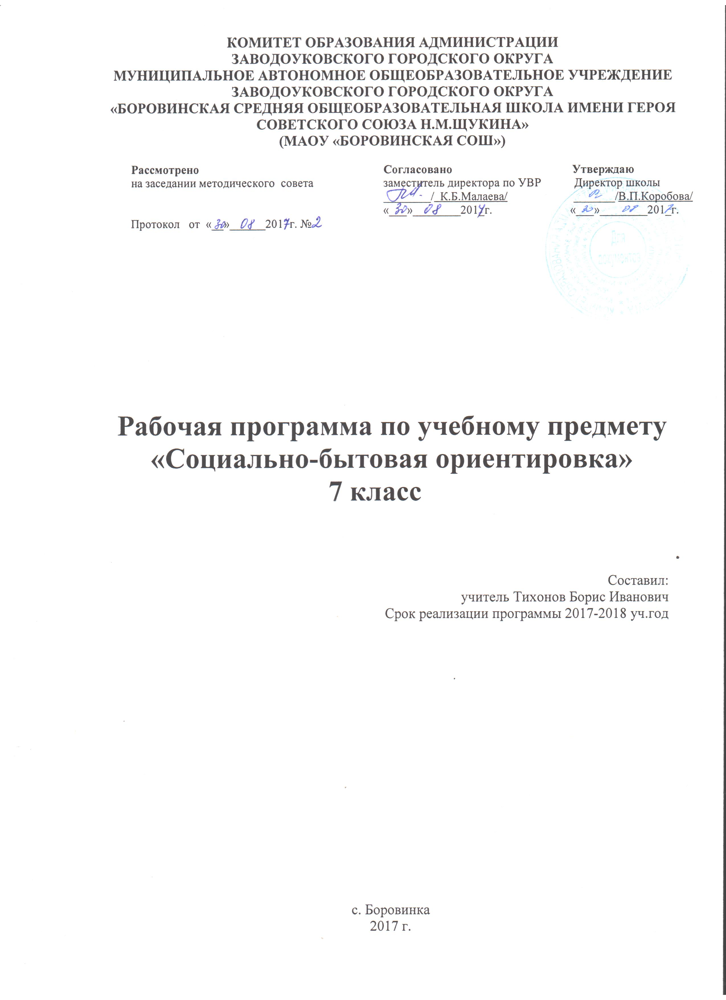 КОМИТЕТ ОБРАЗОВАНИЯ АДМИНИСТРАЦИИ
ЗАВОДОУКОВСКОГО ГОРОДСКОГО ОКРУГА
МУНИЦИПАЛЬНОЕ АВТОНОМНОЕ ОБЩЕОБРАЗОВАТЕЛЬНОЕ УЧРЕЖДЕНИЕ
ЗАВОДОУКОВСКОГО ГОРОДСКОГО ОКРУГА
«БОРОВИНСКАЯ СРЕДНЯЯ ОБЩЕОБРАЗОВАТЕЛЬНАЯ ШКОЛА ИМЕНИ ГЕРОЯ
СОВЕТСКОГО СОЮЗА Н.М.ЩУКИНА»
(МАОУ «БОРОВИНСКАЯ СОШ»)
Рассмотрено
на заседании методического совета
Протокол от «30» 08 2017г. №2
Согласовано
заместитель директора по УВР
/ К.Б.Малаева/
«30» 08 2017г.
Утверждаю
Директор школы
/В.П.Коробова/
«30» 08 2017г.
Для
документов
Рабочая программа по учебному предмету
«Социально-бытовая ориентировка»
7 класс
Составил:
учитель Тихонов Борис Иванович
Срок реализации программы 2017-2018 уч.год
с. Боровинка
2017 г.